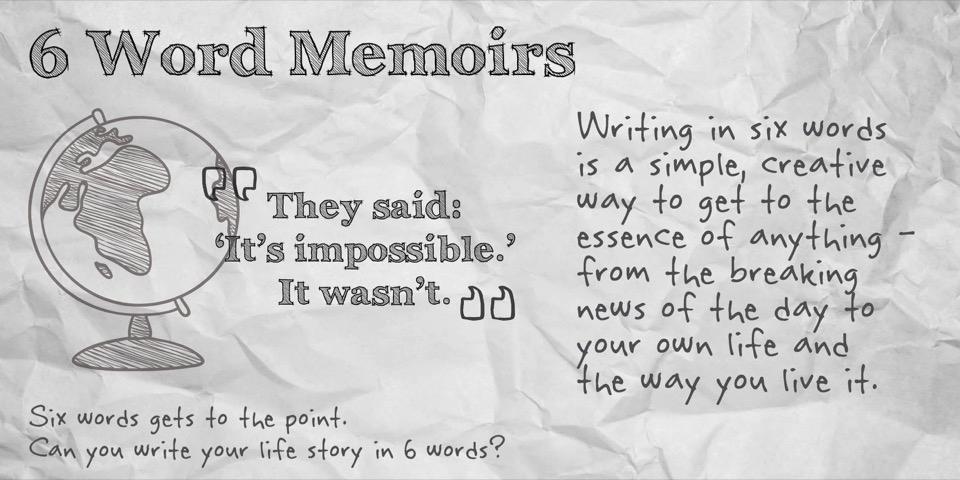 6 Word Memoirs
"They said:
‘It’s impossible.’
It wasn’t."
Writing in six words
is a simple, creative
way to get to the
essence of anything –
from the breaking
news of the day to
your own life and
the way you live it.
Six words gets to the point.
Can you write your life story in 6 words?